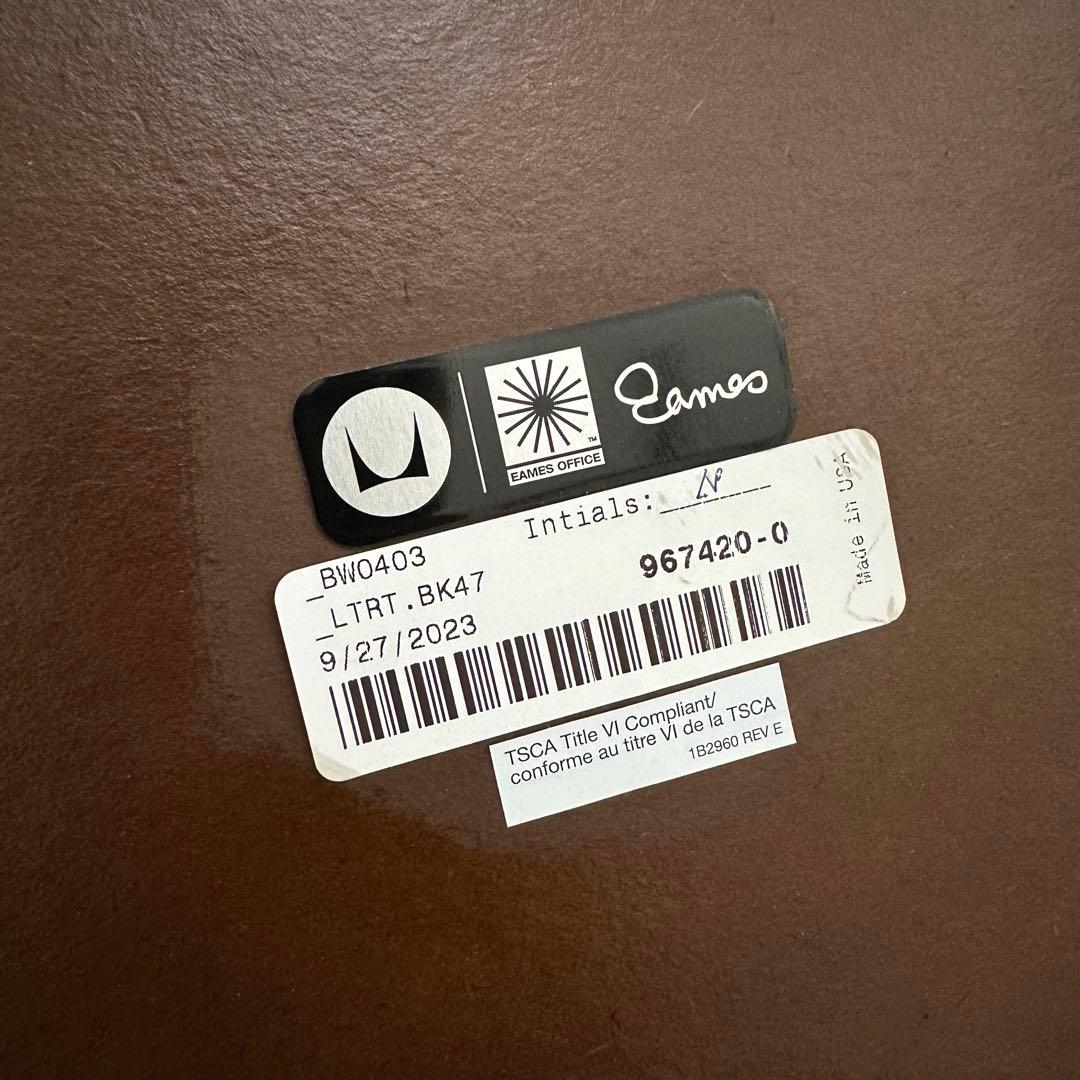 Eames
™
EAMES OFFICE
Intials:
_BW0403
967420-0
_LTRT.BK47
9/27/2023
Made in USA
TSCA Title VI Compliant/
conforme au titre VI de la TSCA
1B2960 REV E